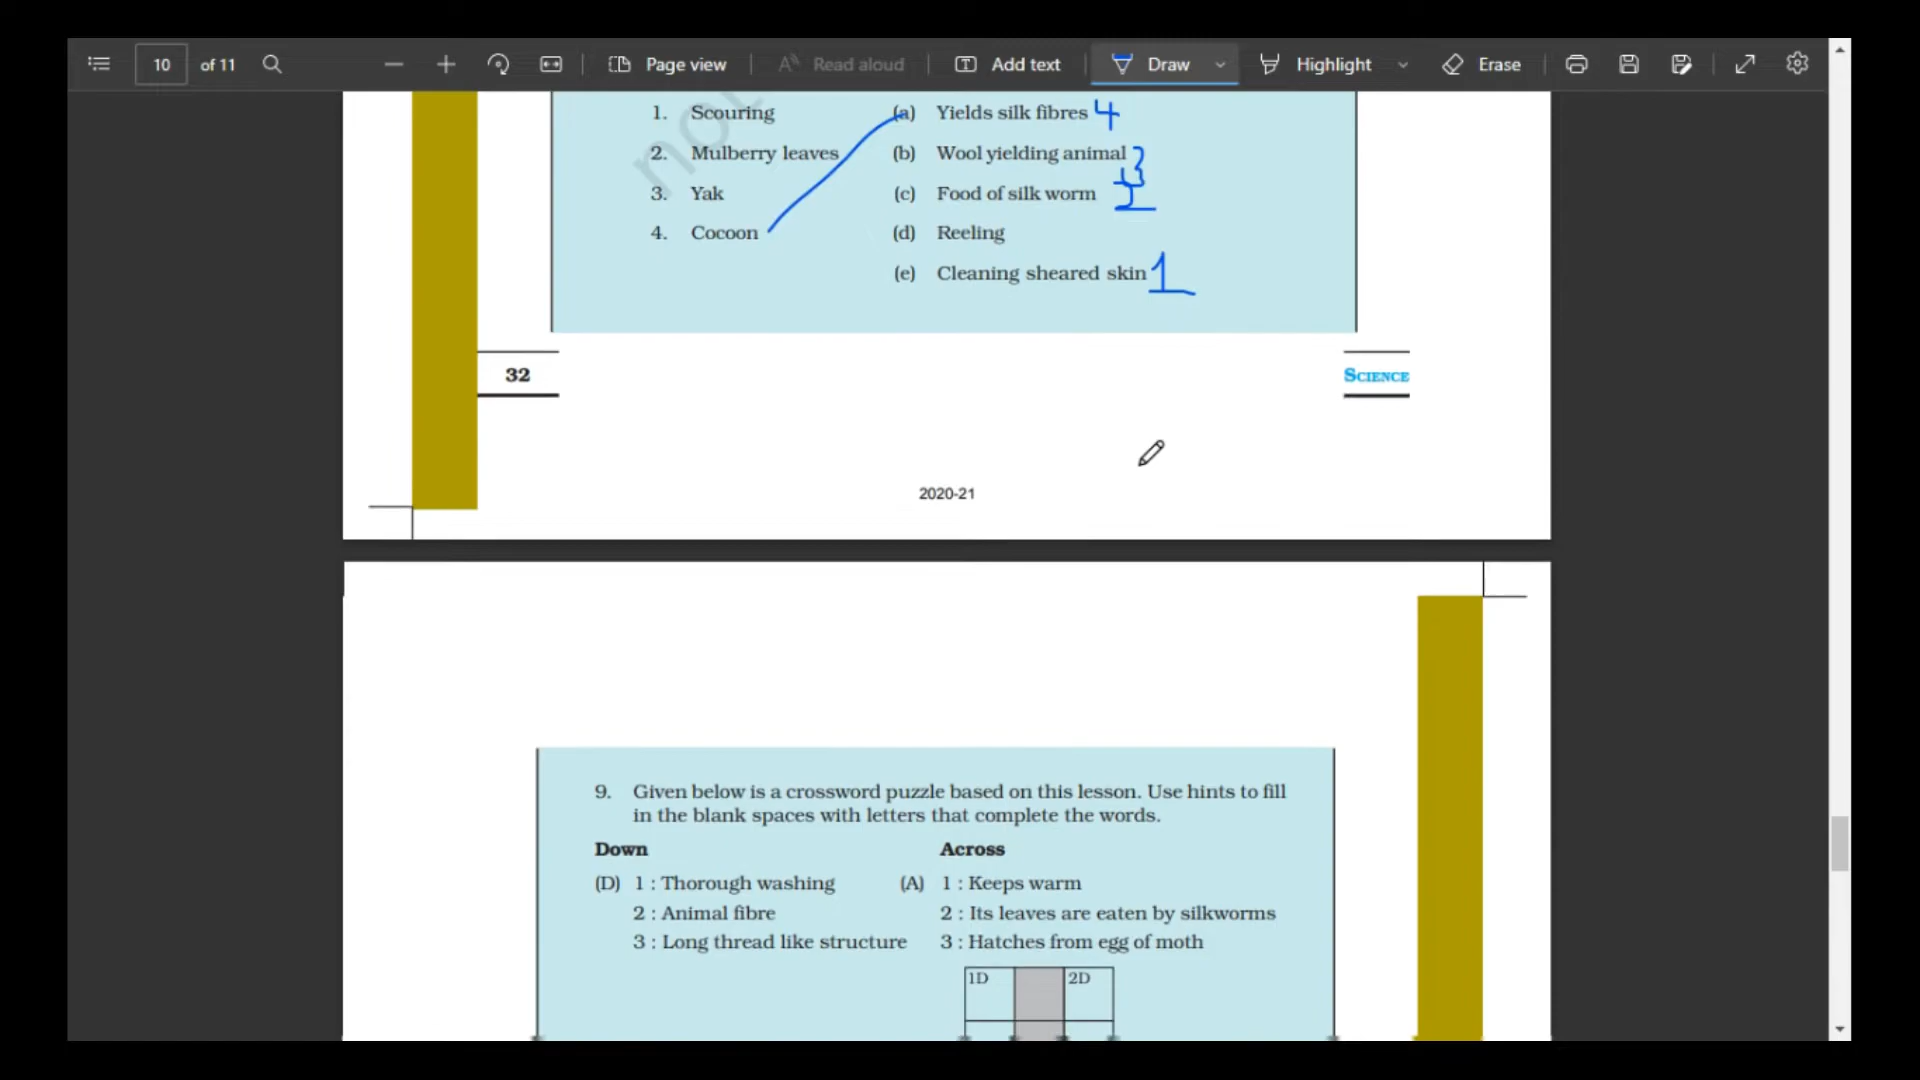 10 of 11 Page view Read aloud Add text Draw Highlight Erase
1. Scouring (a) Yields silk fibres 4
2. Mulberry leaves (b) Wool yielding animal 3
3. Yak (c) Food of silk worm
4. Cocoon (d) Reeling
(e) Cleaning sheared skin 1
not
32 SCIENCE
2020-21
9. Given below is a crossword puzzle based on this lesson. Use hints to fill
in the blank spaces with letters that complete the words.
Down Across
(D) 1 : Thorough washing (A) 1 : Keeps warm
2 : Animal fibre 2 : Its leaves are eaten by silkworms
3 : Long thread like structure 3 : Hatches from egg of moth
1D 2D